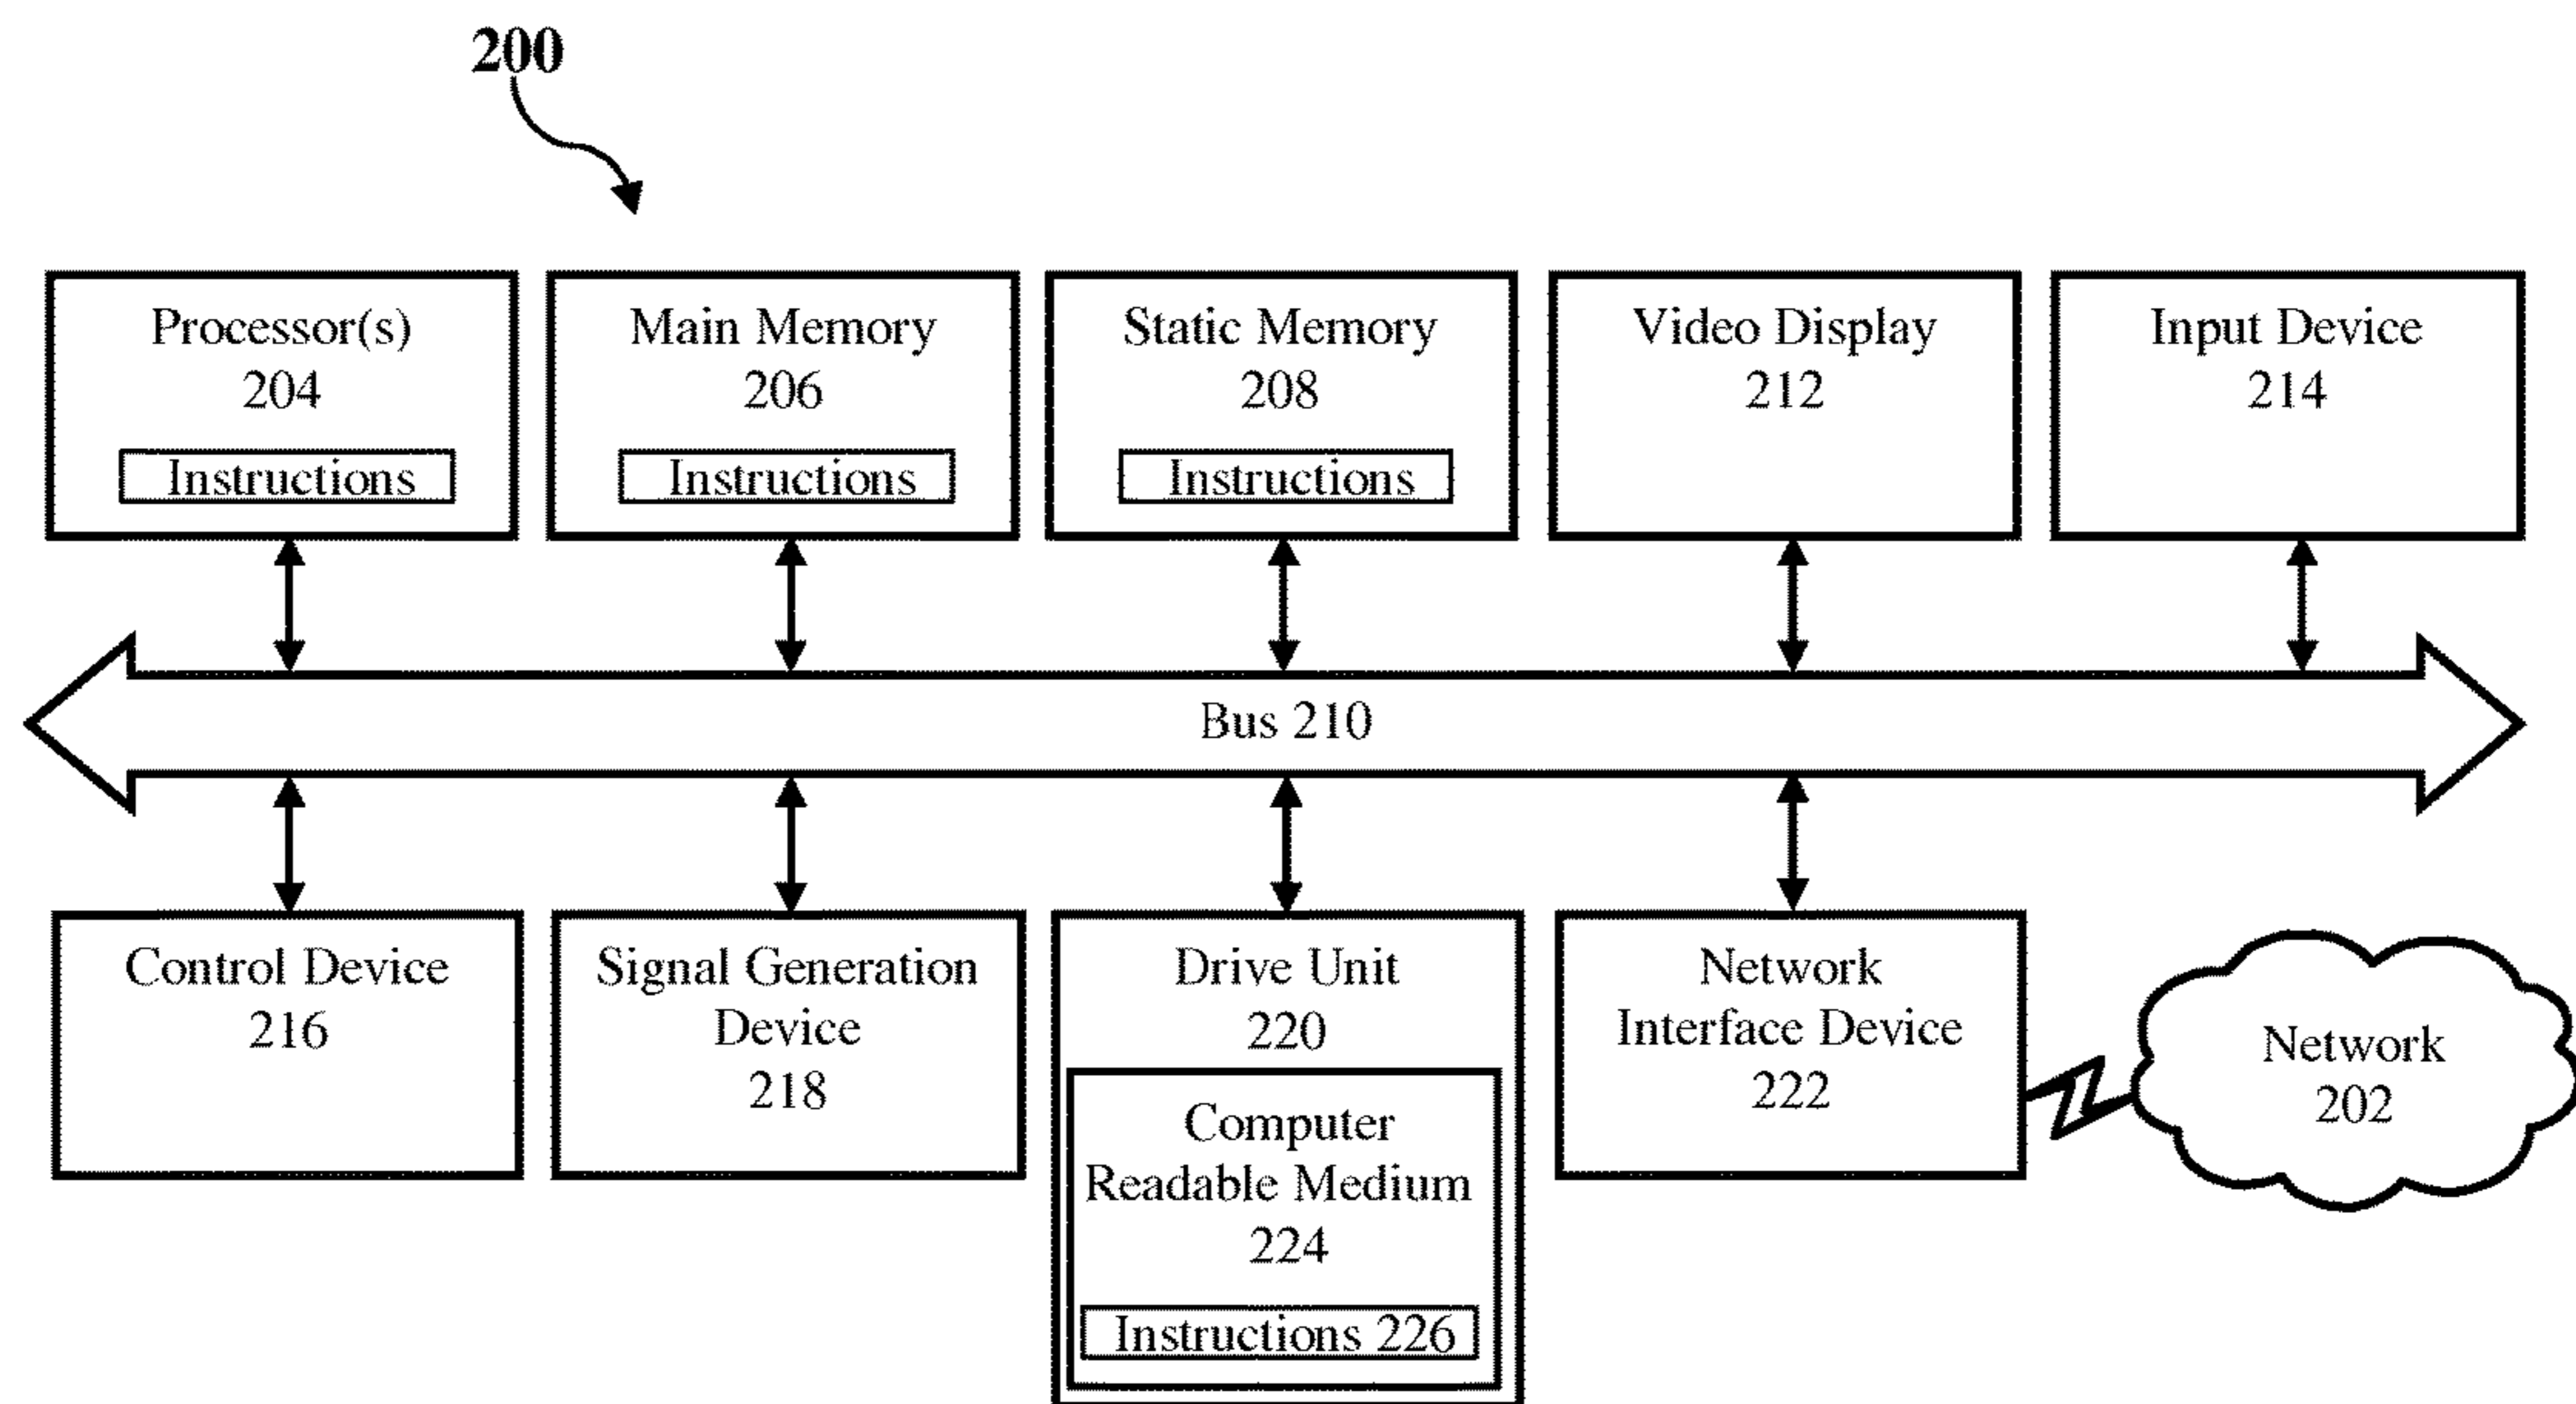 200
Processor(s)
204
Instructions
Main Memory
206
Instructions
Static Memory
208
Instructions
Video Display
212
Input Device
214
Bus 210
Control Device
216
Signal Generation
Device
218
Drive Unit
220
Computer
Readable Medium
224
Instructions 226
Network
Interface Device
222
Network
202